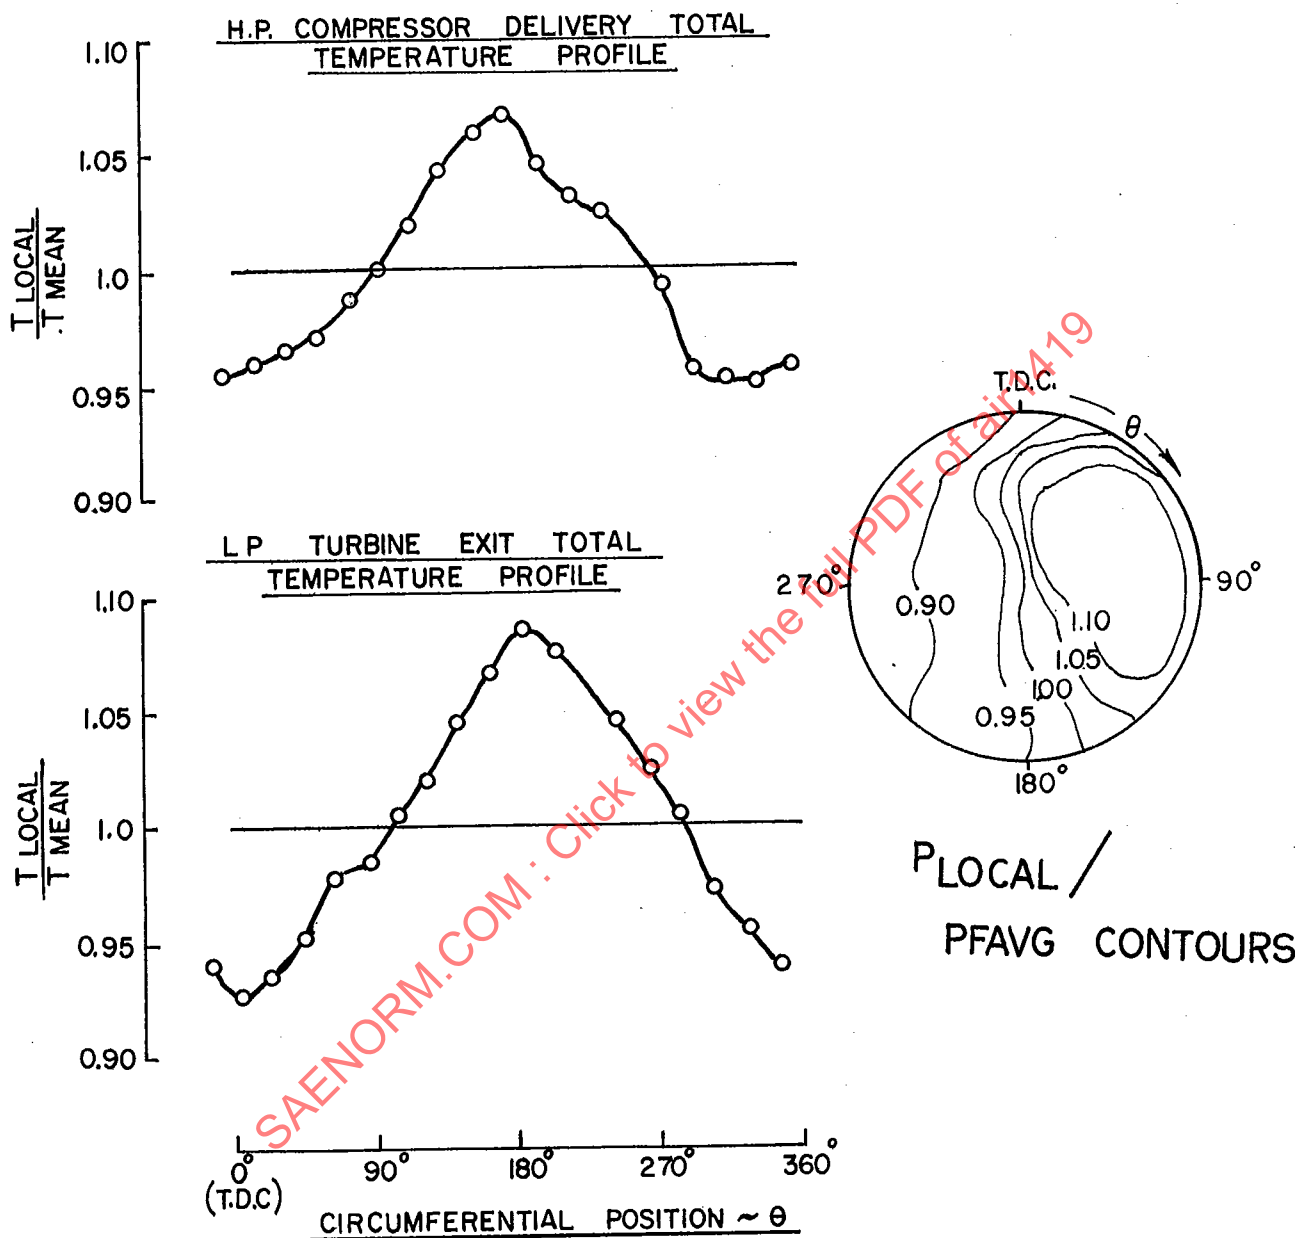 H.P. COMPRESSOR DELIVERY TOTAL
TEMPERATURE PROFILE
1.10
1.05
1.0
0.95
0.90
T LOCAL
T MEAN
L P TURBINE EXIT TOTAL
TEMPERATURE PROFILE
1.10
1.05
1.0
0.95
0.90
T LOCAL
T MEAN
0° 90° 180° 270° 360°
(T.D.C)
CIRCUMFERENTIAL POSITION ~ θ
T.D.C.
θ
270°
90°
180°
0.90
1.10
1.05
1.00
0.95
PLOCAL /
PFAVG CONTOURS
SAENORM.COM : Click to view the full PDF of air1419